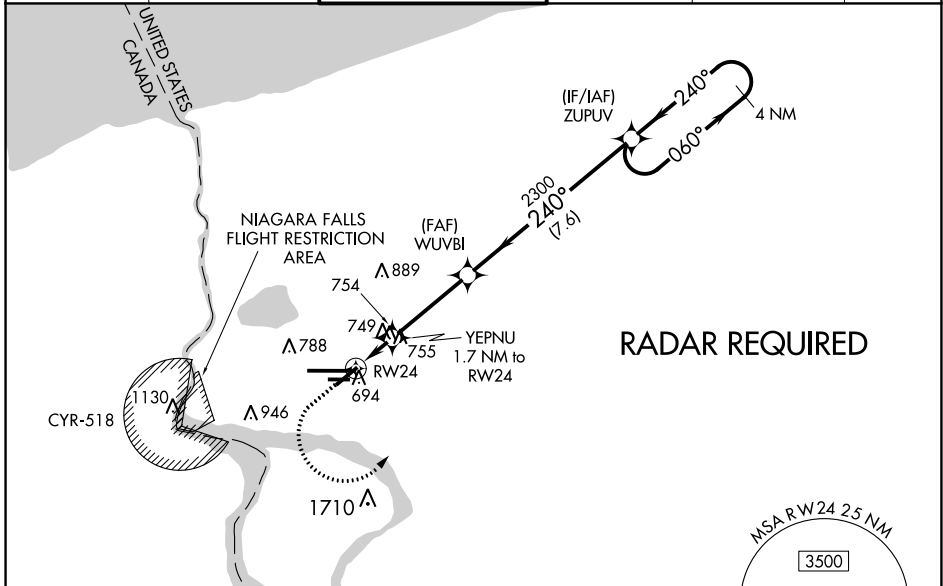 UNITED STATES
CANADA
(IF/IAF)
ZUPUV
240°
060°
4 NM
2300
240°
(7.6)
NIAGARA FALLS
FLIGHT RESTRICTION
AREA
(FAF)
WUVBI
889
754
749
755
YEPNU
1.7 NM to
RW24
788
RW24
694
RADAR REQUIRED
1130
CYR-518
946
1710
MSA RW24 25 NM
3500